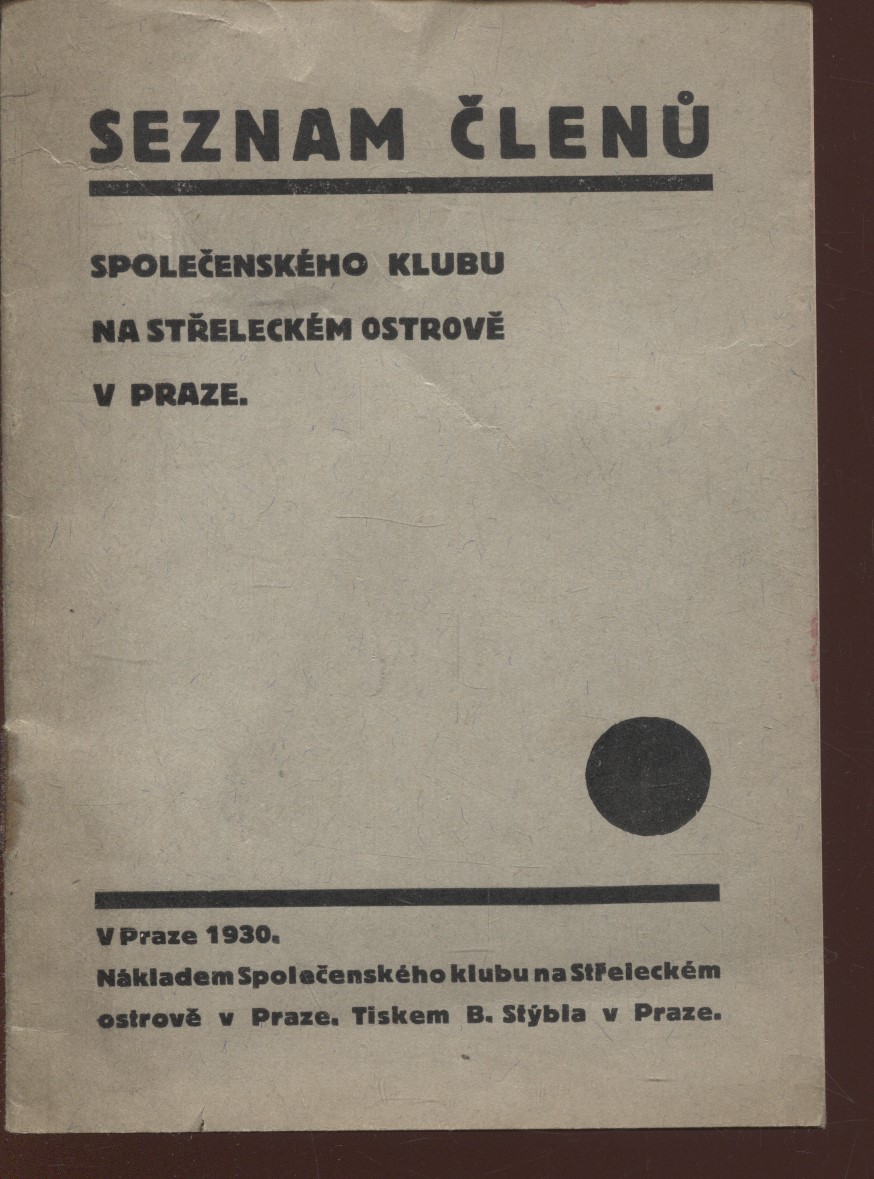 SEZNAM ČLENŮ
SPOLEČENSKÉHO KLUBU
NA STŘELECKÉM OSTROVĚ
V PRAZE.
V Praze 1930.
Nákladem Společenského klubu na Střeleckém
ostrově v Praze. Tiskem B. Stýbla v Praze.